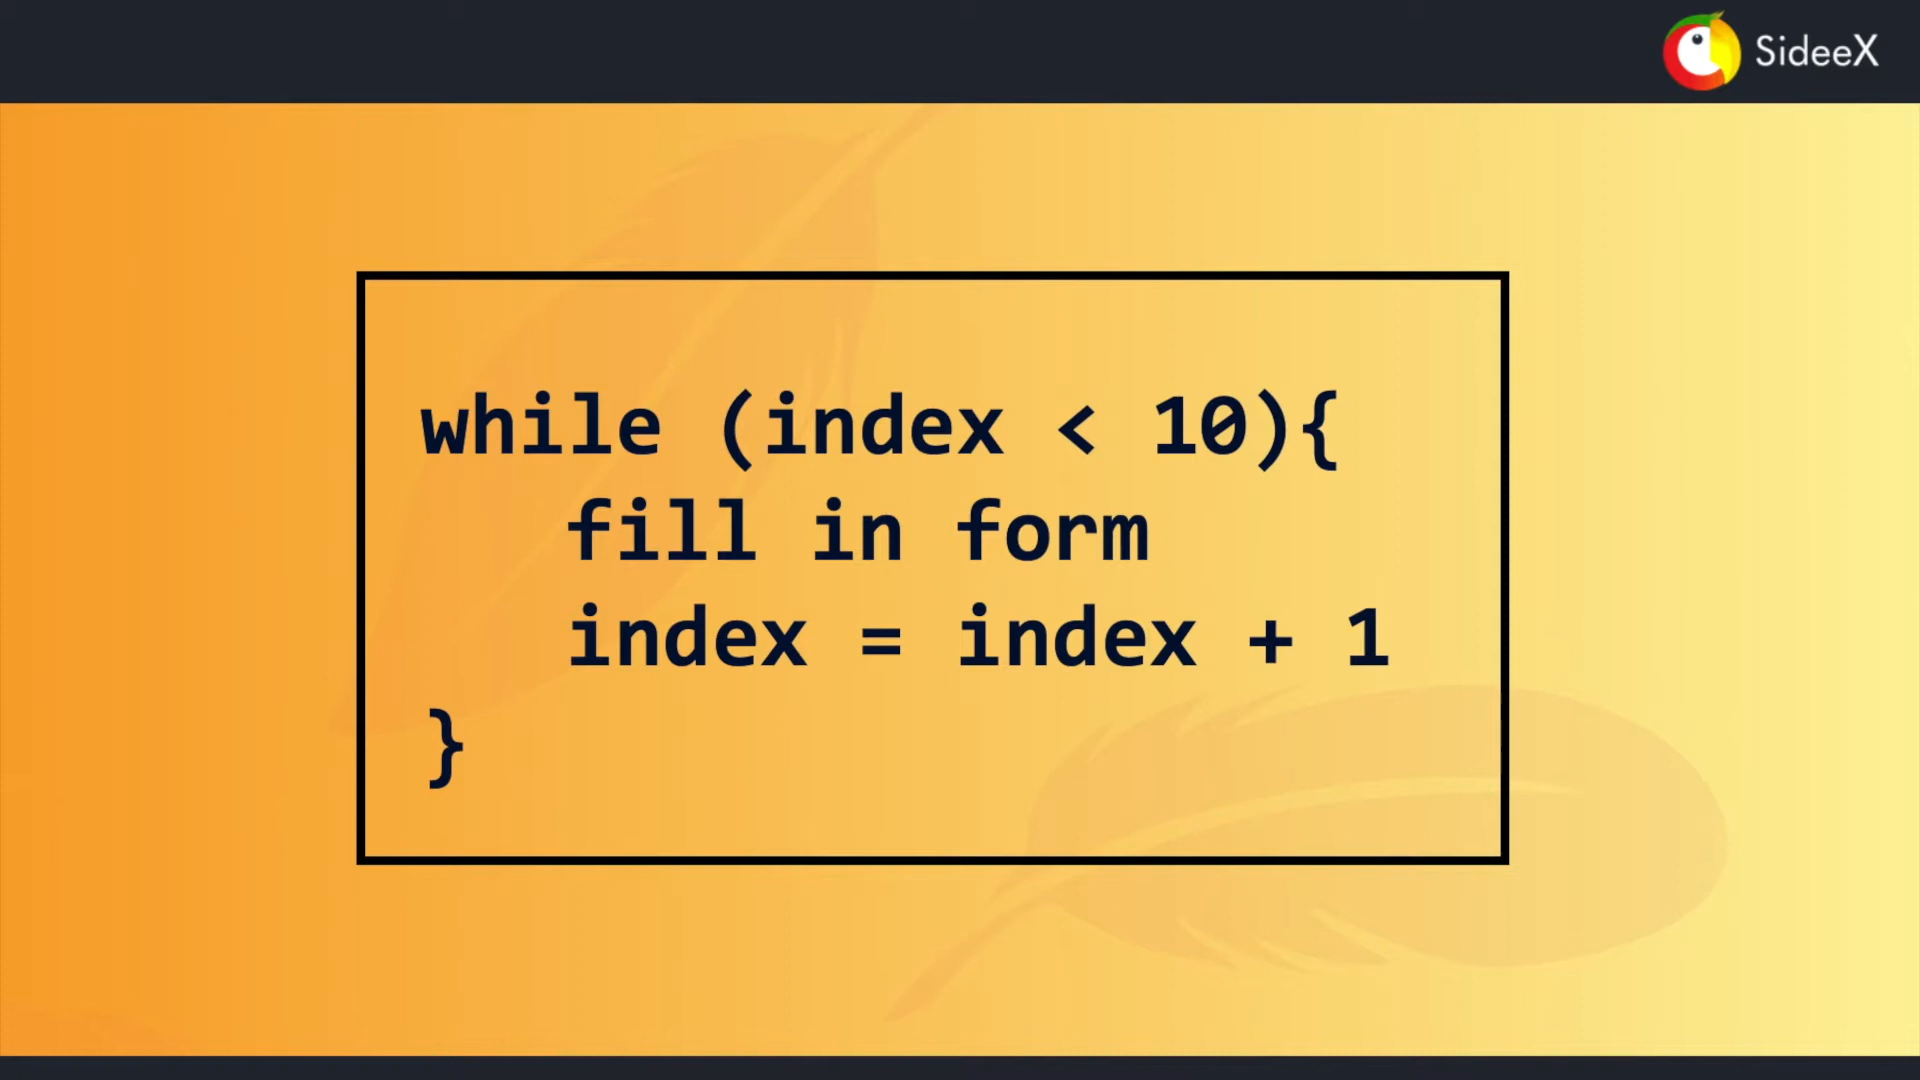 SideeX
while (index < 10){
fill in form
index = index + 1
}